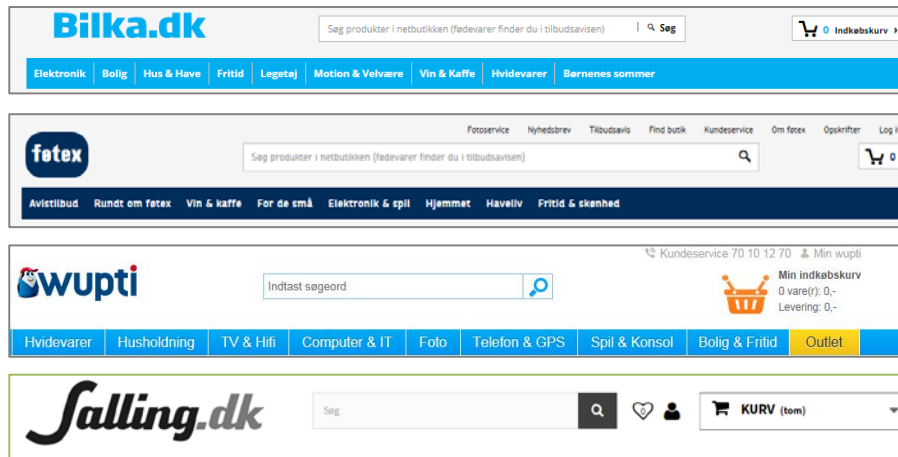 Bilka.dk
Søg produkter i netbutikken (fødevarer finder du i tilbudsavisen) Søg
0 Indkøbskurv
Elektronik Bolig Hus & Have Fritid Legetøj Motion & Velvære Vin & Kaffe Hvidevarer Børnenes sommer
Fotoservice Nyhedsbrev Tilbudsavis Find butik Kundeservice Om føtex Opskrifter Log
føtex
Søg produkter i netbutikken (fødevarer finder du i tilbudsavisen)
0
Avistilbud Rundt om føtex Vin & kaffe For de små Elektronik & spil Hjemmet Haveliv Fritid & skønhed
Kundeservice 70 10 12 70 Min wupti
wupti
Indtast søgeord
Min indkøbskurv
0 vare(r): 0,-
Levering: 0,-
Hvidevarer Husholdning TV & Hifi Computer & IT Foto Telefon & GPS Spil & Konsol Bolig & Fritid Outlet
Salling.dk
Søg
0
KURV (tom)